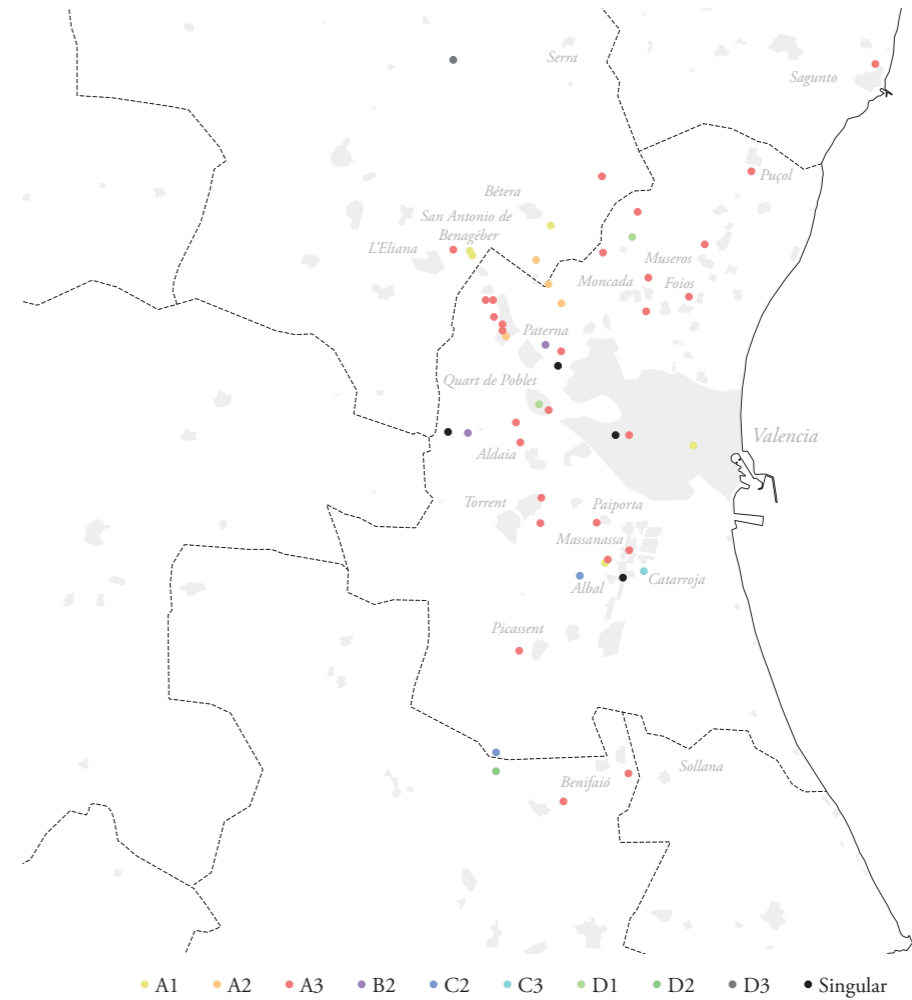 Serra
Sagunto
Puçol
Bétera
San Antonio de
Benagéber
L'Eliana
Museros
Moncada
Foios
Paterna
Quart de Poblet
Valencia
Aldaia
Torrent
Paiporta
Massanassa
Albal
Catarroja
Picassent
Sollana
Benifaió
A1 A2 A3 B2 C2 C3 D1 D2 D3 Singular